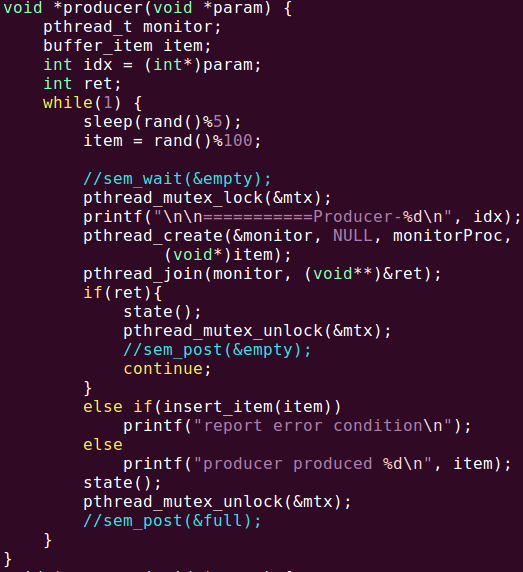 void *producer(void *param) {
    pthread_t monitor;
    buffer_item item;
    int idx = (int*)param;
    int ret;
    while(1) {
        sleep(rand()%5);
        item = rand()%100;

        //sem_wait(&empty);
        pthread_mutex_lock(&mtx);
        printf("\n\n===========Producer-%d\n", idx);
        pthread_create(&monitor, NULL, monitorProc,
                (void*)item);
        pthread_join(monitor, (void**)&ret);
        if(ret){
            state();
            pthread_mutex_unlock(&mtx);
            //sem_post(&empty);
            continue;
        }
        else if(insert_item(item))
            printf("report error condition\n");
        else
            printf("producer produced %d\n", item);
        state();
        pthread_mutex_unlock(&mtx);
        //sem_post(&full);
    }
}